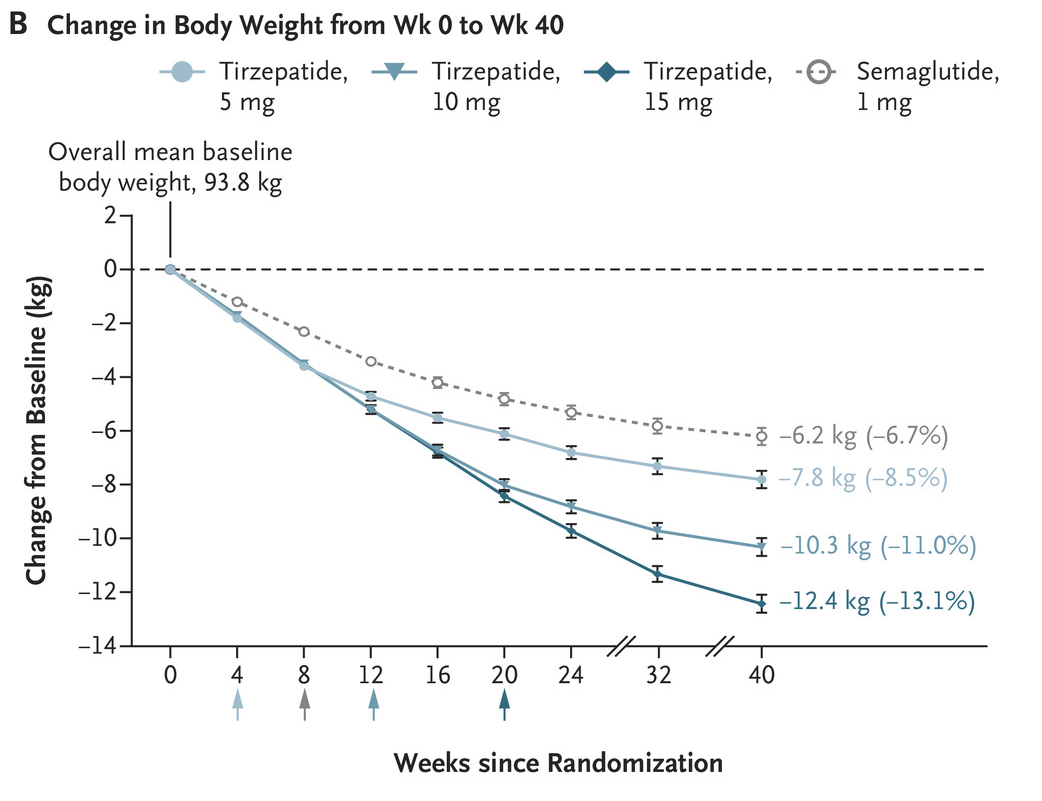 B Change in Body Weight from Wk 0 to Wk 40
Tirzepatide, 5 mg
Tirzepatide, 10 mg
Tirzepatide, 15 mg
Semaglutide, 1 mg
Overall mean baseline
body weight, 93.8 kg
Change from Baseline (kg)
2
0
–2
–4
–6
–8
–10
–12
–14
–6.2 kg (–6.7%)
–7.8 kg (–8.5%)
–10.3 kg (–11.0%)
–12.4 kg (–13.1%)
0 4 8 12 16 20 24 32 40
Weeks since Randomization